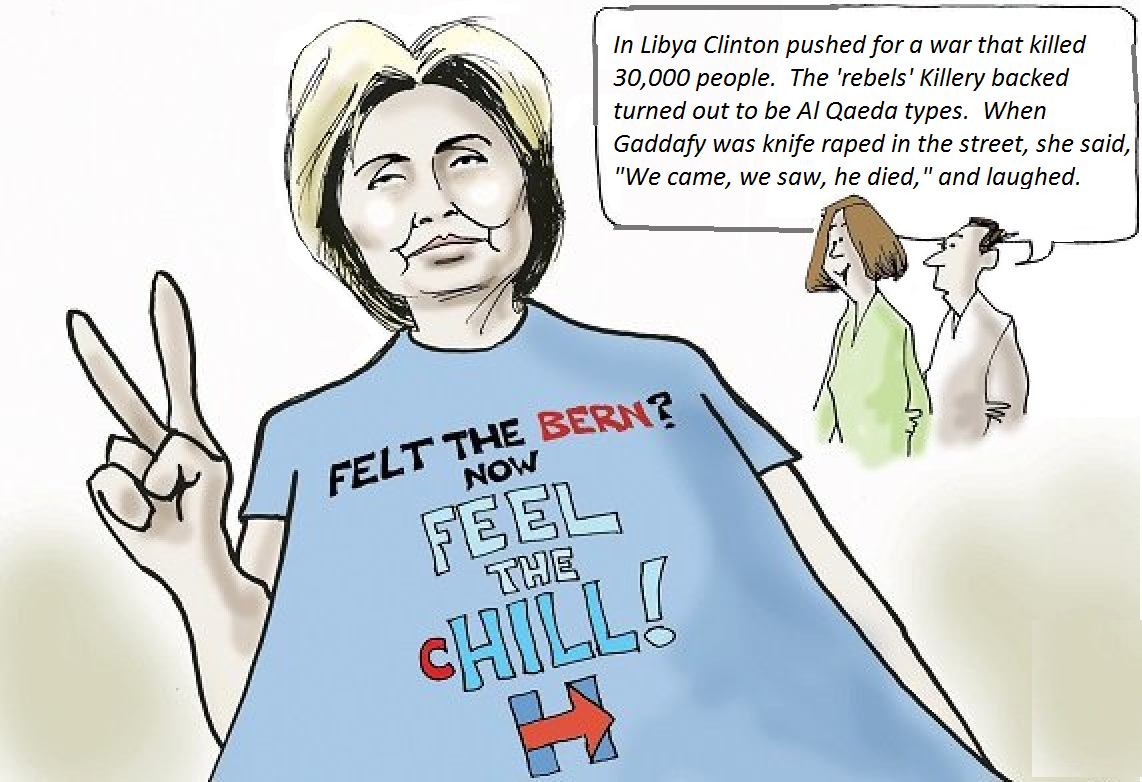 In Libya Clinton pushed for a war that killed
30,000 people.  The 'rebels' Killery backed
turned out to be Al Qaeda types.  When
Gaddafy was knife raped in the street, she said,
"We came, we saw, he died," and laughed.
FELT THE BERN?
NOW
FEEL
THE
cHILL!
H